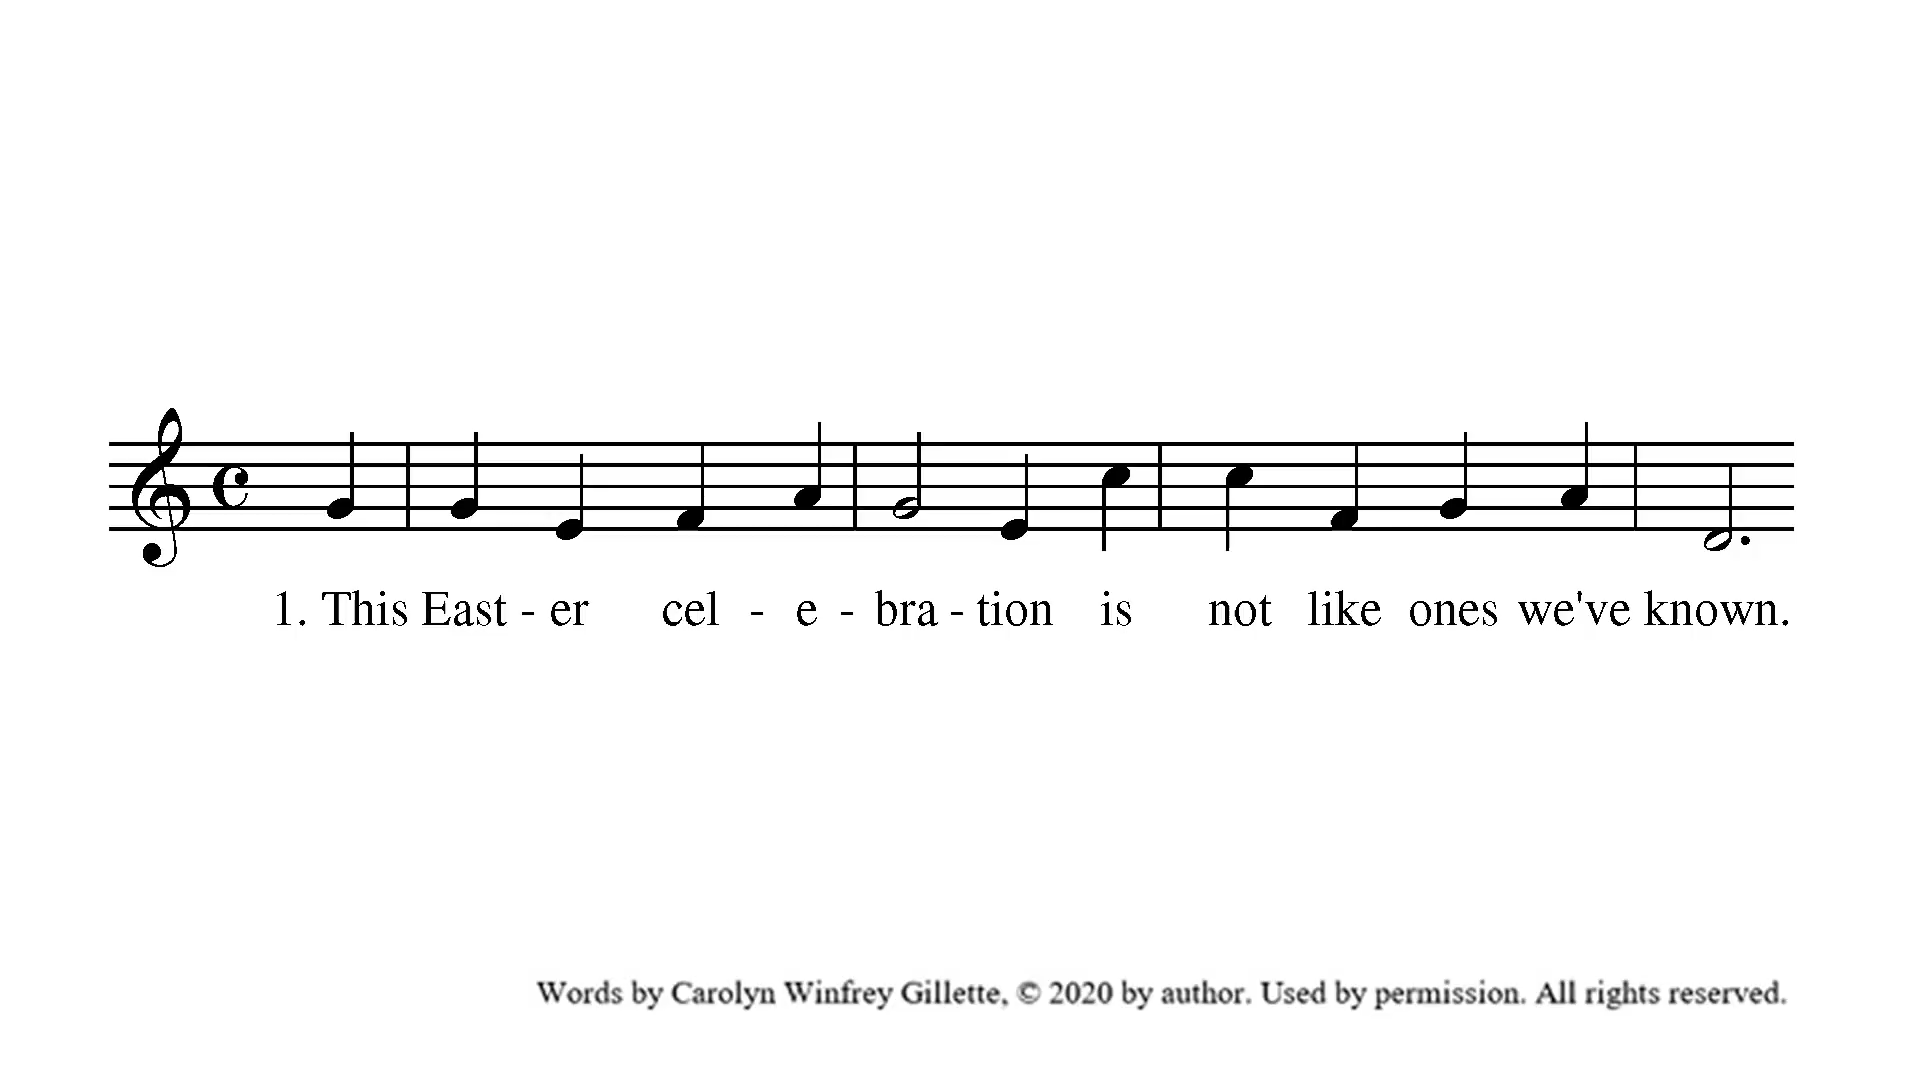 1. This East - er cel - e - bra - tion is not like ones we've known.
Words by Carolyn Winfrey Gillette, © 2020 by author. Used by permission. All rights reserved.